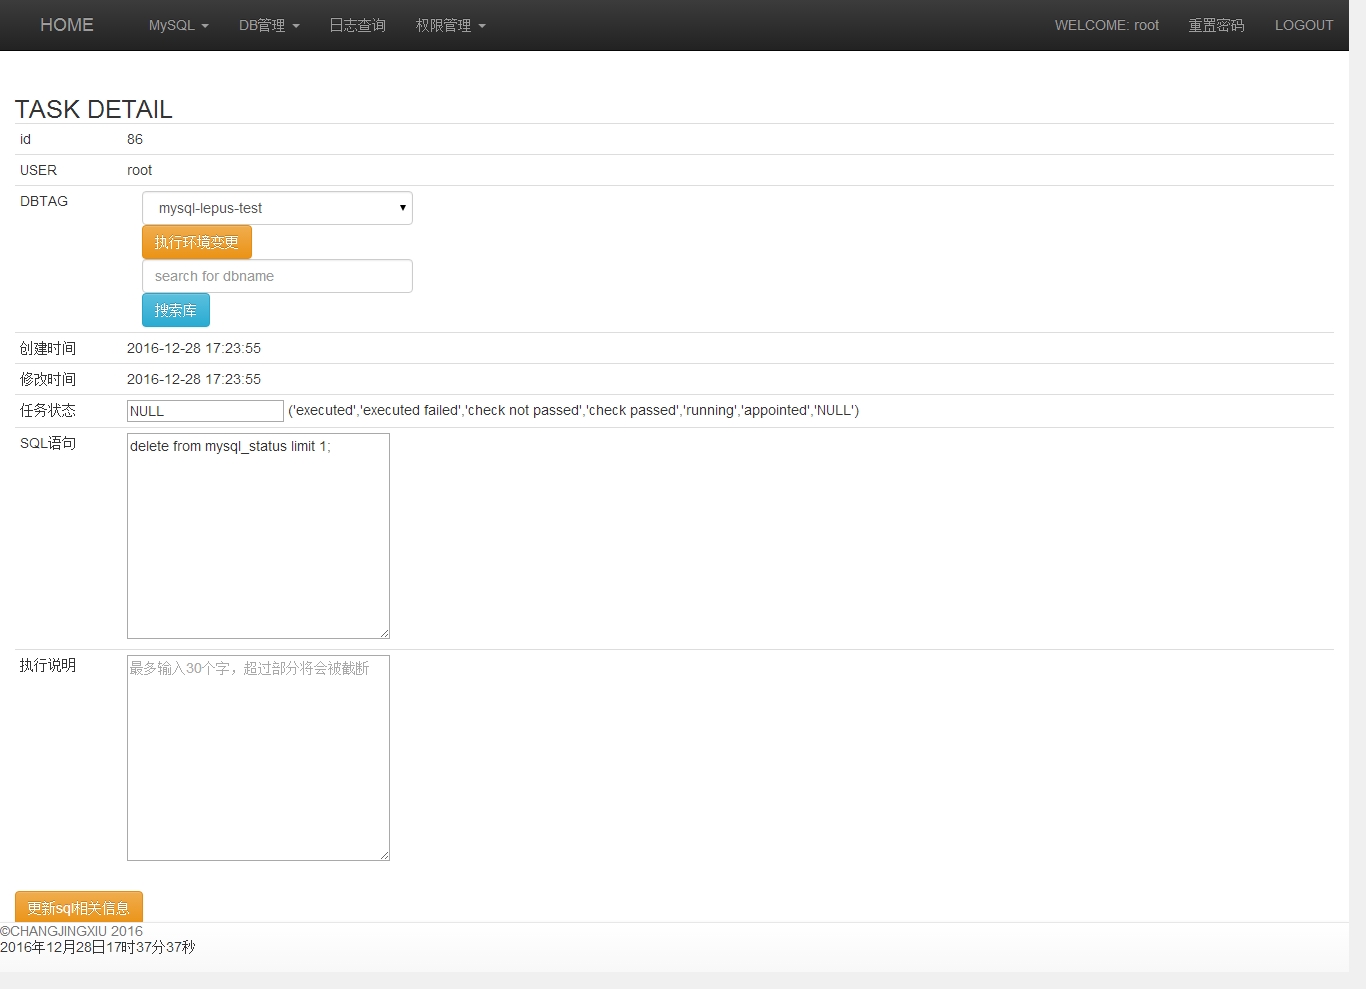 HOME MySQL DB管理 日志查询 权限管理 WELCOME: root 重置密码 LOGOUT
TASK DETAIL
id 86
USER root
DBTAG mysql-lepus-test
执行环境变更
search for dbname
搜索库
创建时间 2016-12-28 17:23:55
修改时间 2016-12-28 17:23:55
任务状态 NULL ('executed','executed failed','check not passed','check passed','running','appointed','NULL')
SQL语句 delete from mysql_status limit 1;
执行说明 最多输入30个字，超过部分将会被截断
更新sql相关信息
©CHANGJINGXIU 2016
2016年12月28日17时37分37秒